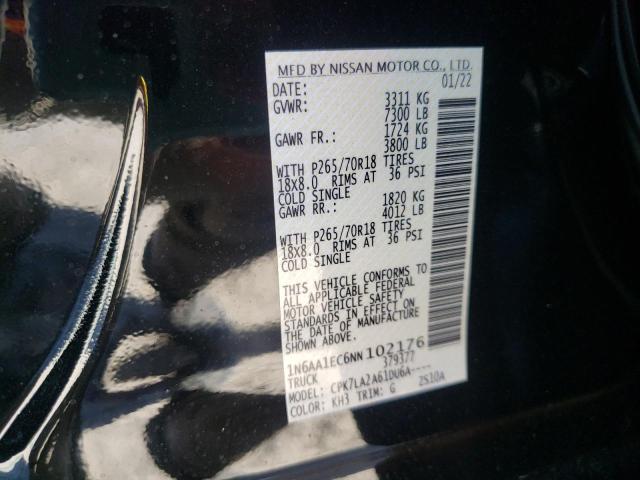 MFD BY NISSAN MOTOR CO., LTD.
DATE: 01/22
GVWR: 3311 KG
7300 LB
GAWR FR.: 1724 KG
3800 LB
WITH P265/70R18 TIRES
18x8.0 RIMS AT 36 PSI
COLD SINGLE
GAWR RR.: 1820 KG
4012 LB
WITH P265/70R18 TIRES
18x8.0 RIMS AT 36 PSI
COLD SINGLE
THIS VEHICLE CONFORMS TO
ALL APPLICABLE FEDERAL
MOTOR VEHICLE SAFETY
STANDARDS IN EFFECT ON
THE DATE OF MANUFACTURE
SHOWN ABOVE.
1N6AA1EC6NN102176
TRUCK 379377
MODEL: CPK7LA2A61DU6A----
COLOR: KH3 TRIM: G 2S10A